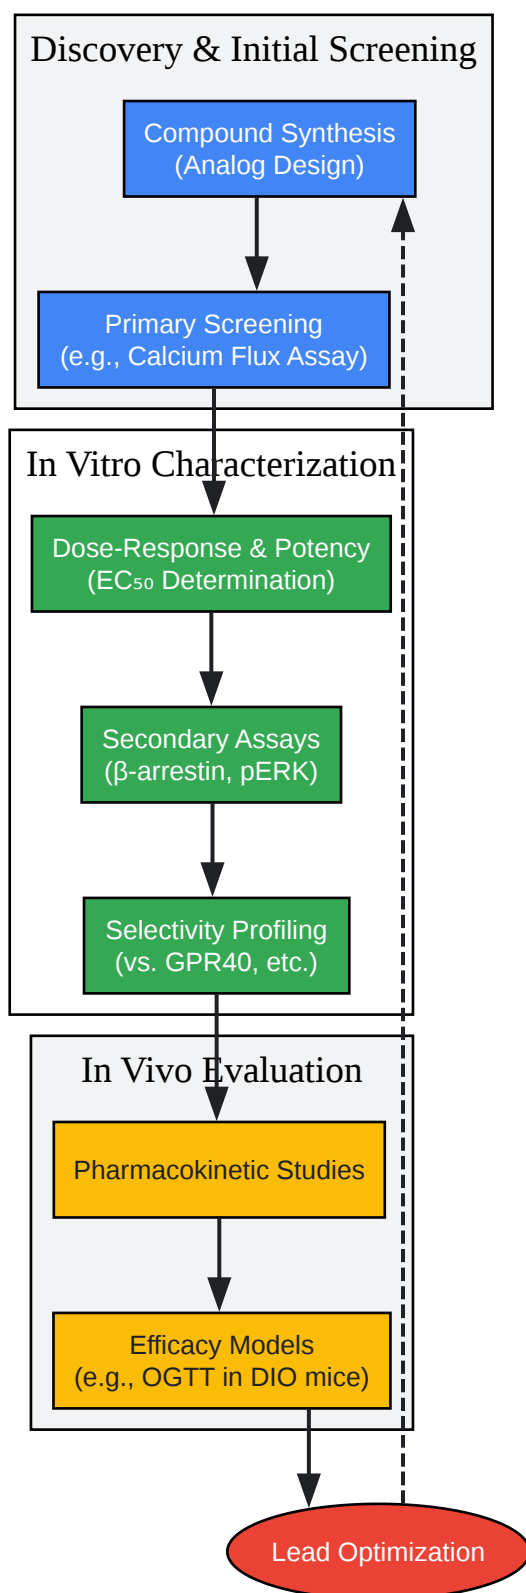 Discovery & Initial Screening
Compound Synthesis
(Analog Design)
Primary Screening
(e.g., Calcium Flux Assay)
In Vitro Characterization
Dose-Response & Potency
(EC₅₀ Determination)
Secondary Assays
(β-arrestin, pERK)
Selectivity Profiling
(vs. GPR40, etc.)
In Vivo Evaluation
Pharmacokinetic Studies
Efficacy Models
(e.g., OGTT in DIO mice)
Lead Optimization